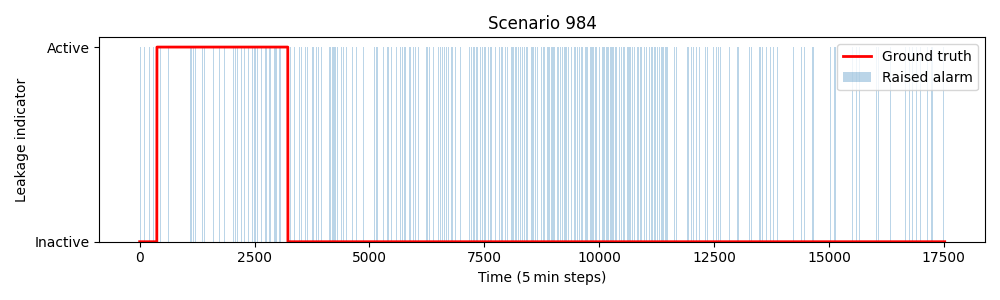 Scenario 984
Active
Inactive
Leakage indicator
Ground truth
Raised alarm
0
2500
5000
7500
10000
12500
15000
17500
Time (5 min steps)